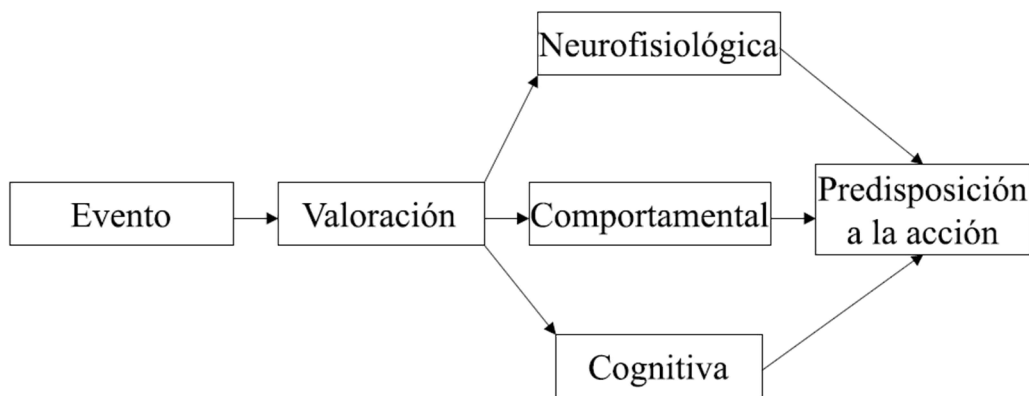 Neurofisiológica
Evento
Valoración
Comportamental
Predisposición
a la acción
Cognitiva